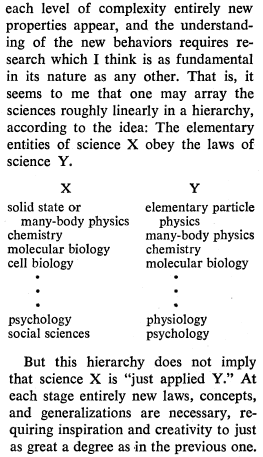 each level of complexity entirely new
properties appear, and the understand-
ing of the new behaviors requires re-
search which I think is as fundamental
in its nature as any other. That is, it
seems to me that one may array the
sciences roughly linearly in a hierarchy,
according to the idea: The elementary
entities of science X obey the laws of
science Y.
X Y
solid state or elementary particle
many-body physics physics
chemistry many-body physics
molecular biology chemistry
cell biology molecular biology
• •
• •
• •
psychology physiology
social sciences psychology
But this hierarchy does not imply
that science X is “just applied Y.” At
each stage entirely new laws, concepts,
and generalizations are necessary, re-
quiring inspiration and creativity to just
as great a degree as in the previous one.